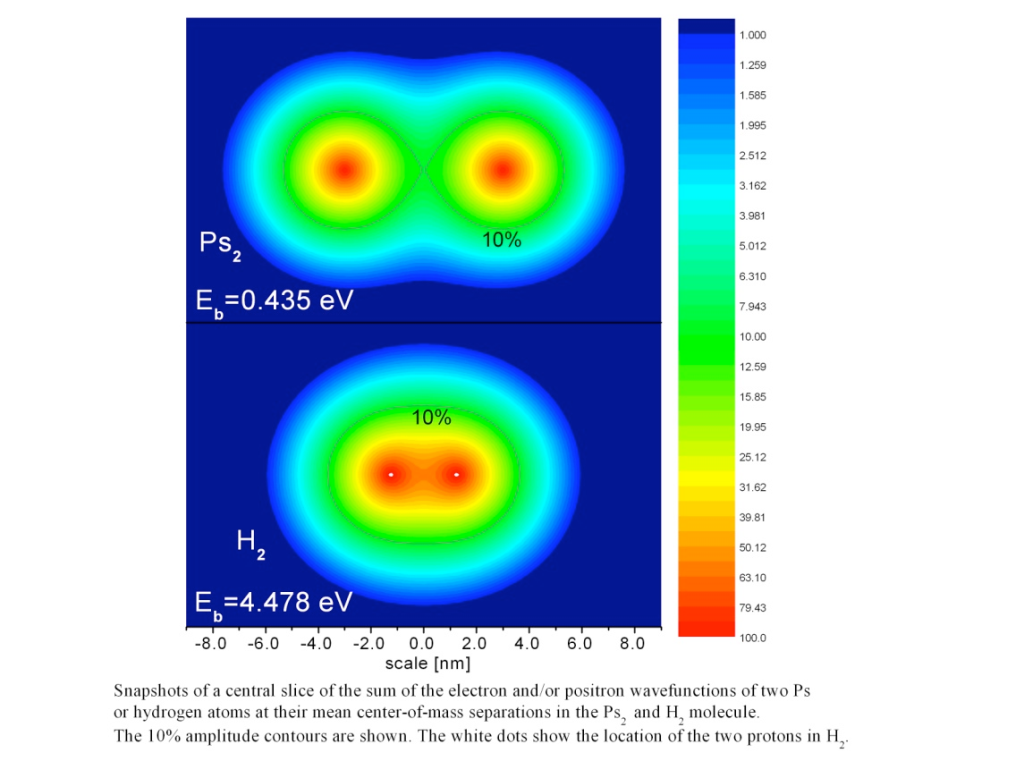 Ps₂
10%
E_b=0.435 eV
10%
H₂
E_b=4.478 eV
1.000
1.259
1.585
1.995
2.512
3.162
3.981
5.012
6.310
7.943
10.00
12.59
15.85
19.95
25.12
31.62
39.81
50.12
63.10
79.43
100.0
-8.0 -6.0 -4.0 -2.0 0.0 2.0 4.0 6.0 8.0
scale [nm]
Snapshots of a central slice of the sum of the electron and/or positron wavefunctions of two Ps
or hydrogen atoms at their mean center-of-mass separations in the Ps₂ and H₂ molecule.
The 10% amplitude contours are shown. The white dots show the location of the two protons in H₂.